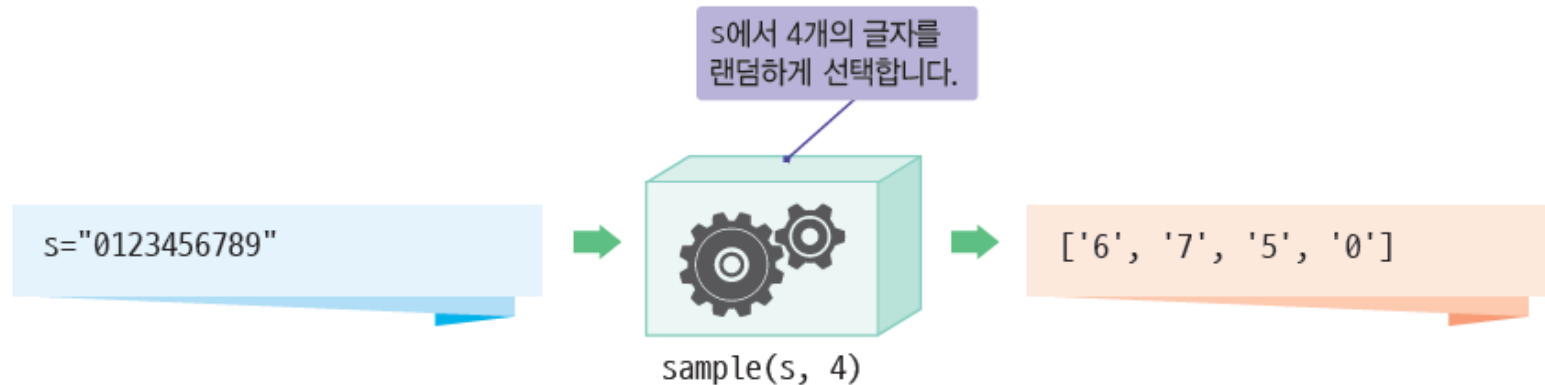 s에서 4개의 글자를
랜덤하게 선택합니다.
s="0123456789"
['6', '7', '5', '0']
sample(s, 4)